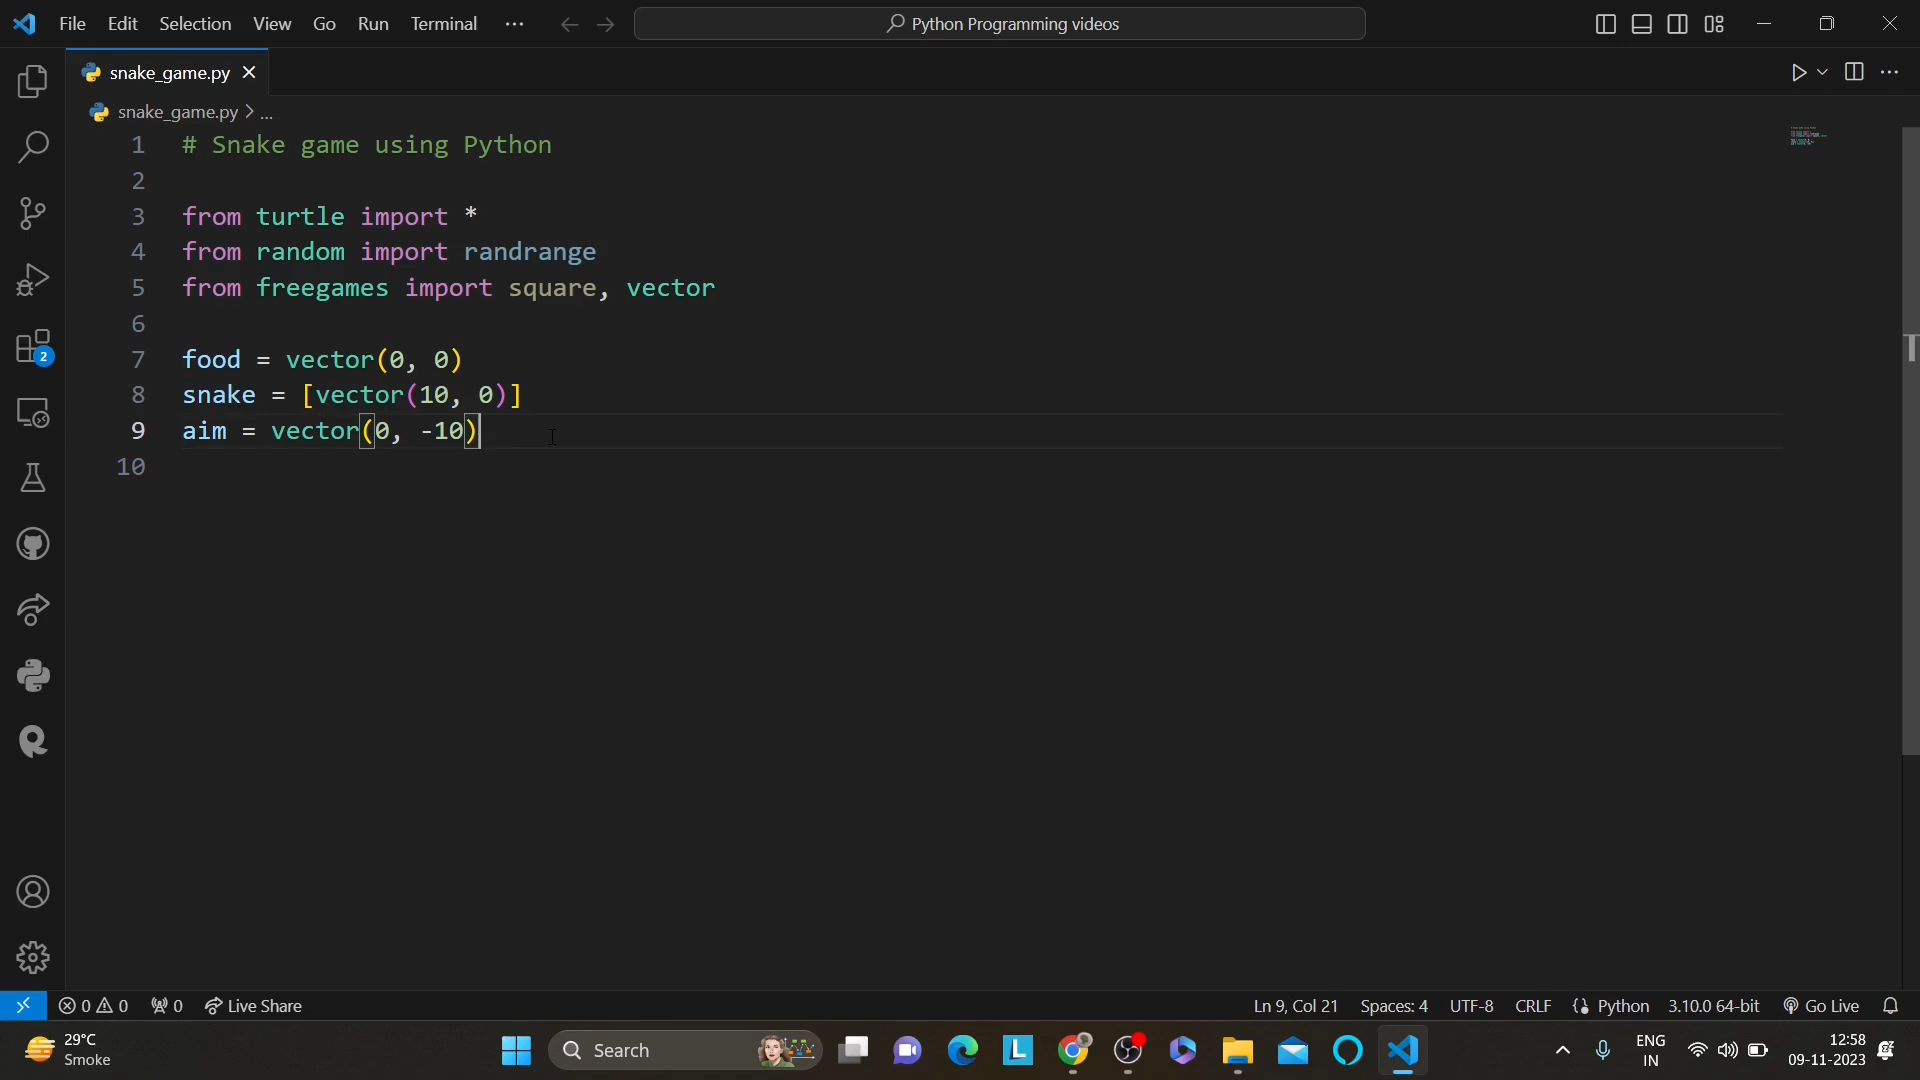 File Edit Selection View Go Run Terminal ··· Python Programming videos
snake_game.py
snake_game.py > ...
1 # Snake game using Python
2
3 from turtle import *
4 from random import randrange
5 from freegames import square, vector
6
7 food = vector(0, 0)
8 snake = [vector(10, 0)]
9 aim = vector(0, -10)
10
2
0 0 0 Live Share Ln 9, Col 21 Spaces: 4 UTF-8 CRLF Python 3.10.0 64-bit Go Live
29°C
Smoke
Search
L
ENG
IN
12:58
09-11-2023